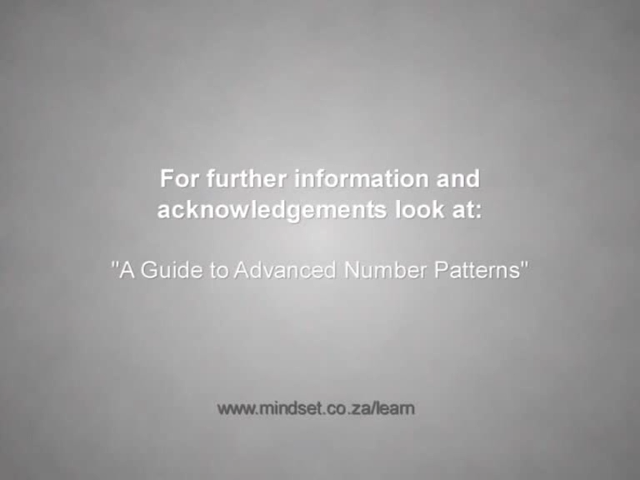 For further information and
acknowledgements look at:
"A Guide to Advanced Number Patterns"
www.mindset.co.za/learn